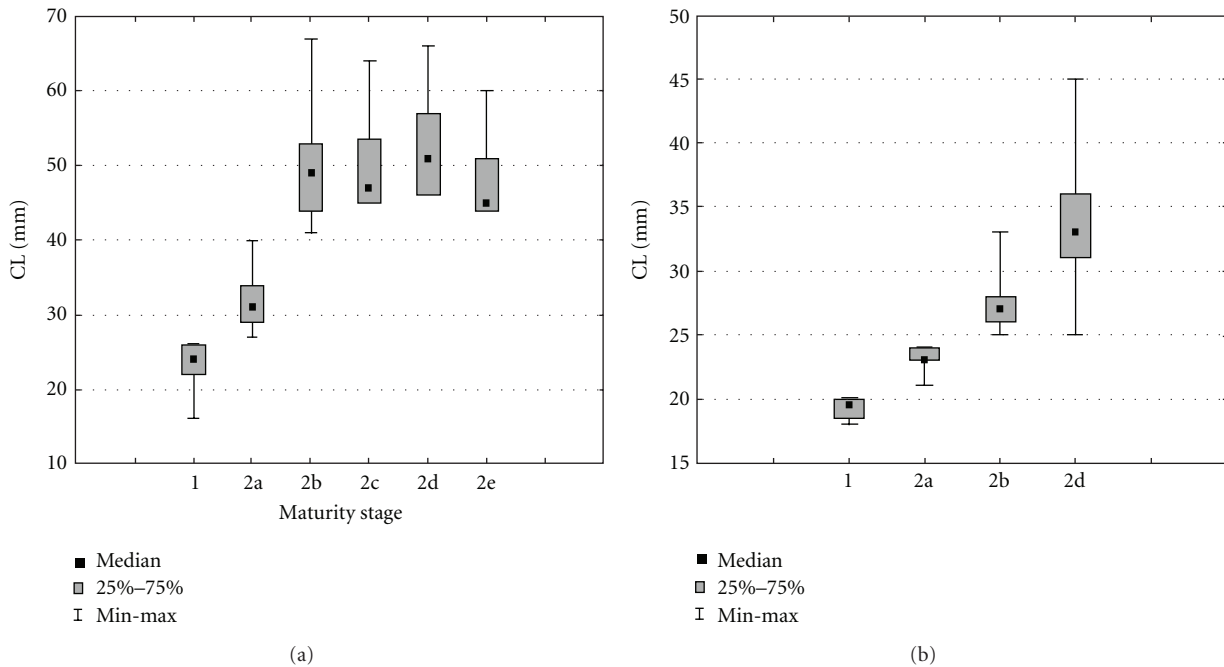 70
60
50
40
30
20
10
CL (mm)
1 2a 2b 2c 2d 2e
Maturity stage
Median
25%–75%
Min-max
(a)
50
45
40
35
30
25
20
15
CL (mm)
1 2a 2b 2d
Median
25%–75%
Min-max
(b)